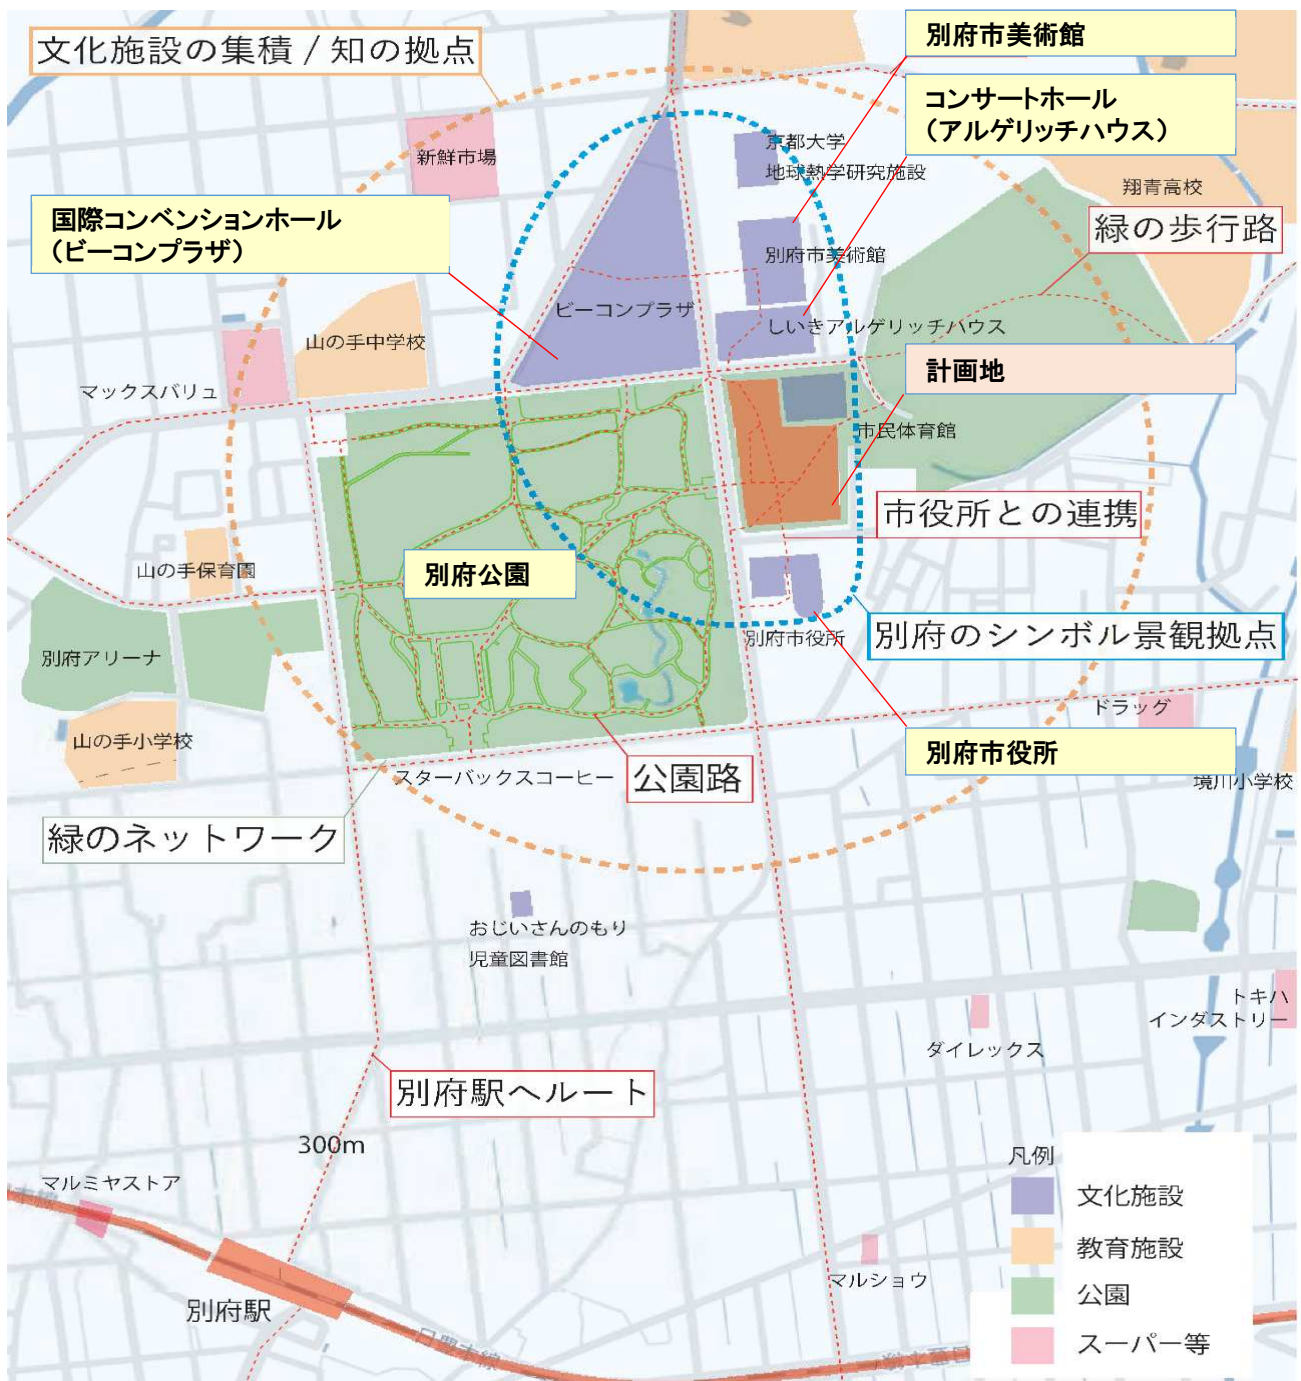 文化施設の集積 / 知の拠点
別府市美術館
コンサートホール
（アルゲリッチハウス）
京都大学
地球熱学研究施設
新鮮市場
翔青高校
国際コンベンションホール
（ビーコンプラザ）
緑の歩行路
別府市美術館
ビーコンプラザ
しいきアルゲリッチハウス
山の手中学校
計画地
マックスバリュ
市民体育館
市役所との連携
山の手保育園
別府公園
別府市役所
別府のシンボル景観拠点
別府アリーナ
ドラッグ
山の手小学校
別府市役所
スターバックスコーヒー
公園路
境川小学校
緑のネットワーク
おじいさんのもり
児童図書館
トキハ
インダストリー
ダイレックス
別府駅へルート
300m
凡例
マルミヤストア
文化施設
教育施設
マルショウ
公園
別府駅
日豊本線
スーパー等